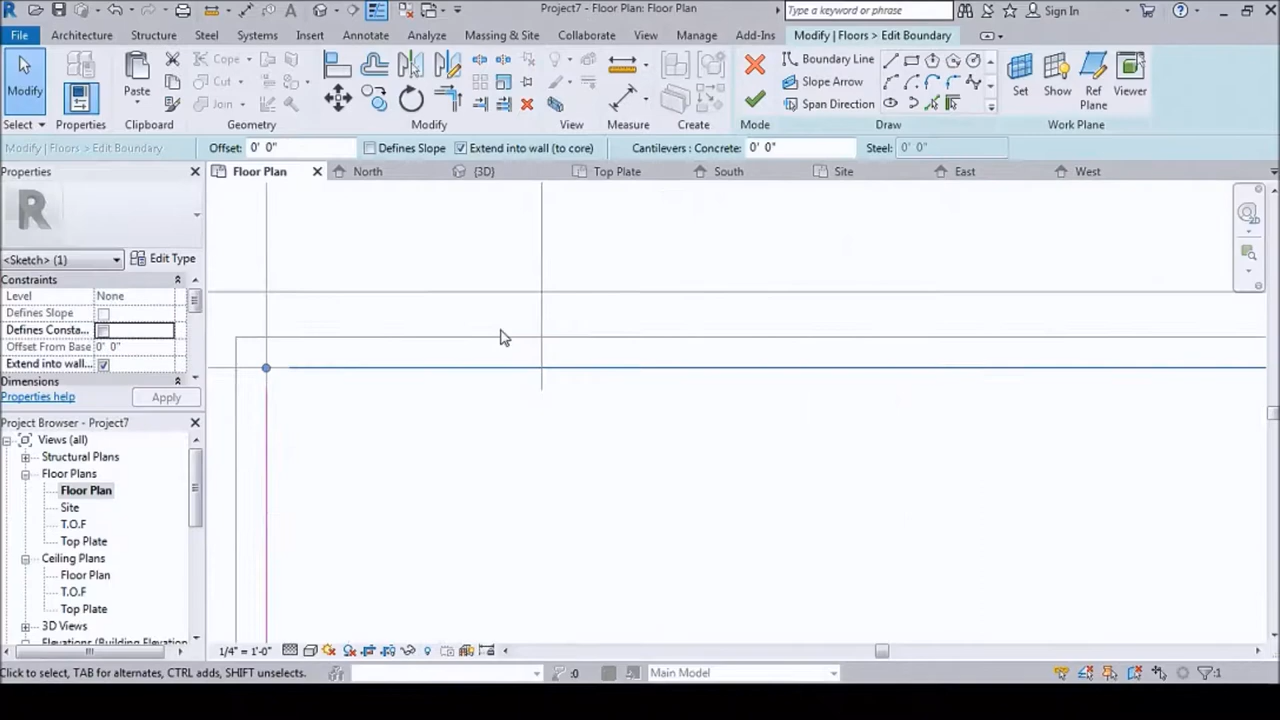 Project7 - Floor Plan: Floor Plan
Type a keyword or phrase
Sign In
File Architecture Structure Steel Systems Insert Annotate Analyze Massing & Site Collaborate View Manage Add-Ins Modify | Floors > Edit Boundary
Modify
Paste
Cope
Cut
Join
Boundary Line
Slope Arrow
Span Direction
Set Show Ref Plane Viewer
Select Properties Clipboard Geometry Modify View Measure Create Mode Draw Work Plane
Modify | Floors > Edit Boundary Offset: 0' 0" Defines Slope Extend into wall (to core) Cantilevers: Concrete: 0' 0" Steel: 0' 0"
Properties
Floor Plan North {3D} Top Plate South Site East West
R
<Sketch> (1) Edit Type
Constraints
Level None
Defines Slope
Defines Consta...
Offset From Base 0' 0"
Extend into wall...
Dimensions
Properties help Apply
Project Browser - Project7
Views (all)
Structural Plans
Floor Plans
Floor Plan
Site
T.O.F
Top Plate
Ceiling Plans
Floor Plan
T.O.F
Top Plate
3D Views
Elevations (Building Elevation
1/4" = 1'-0"
Click to select, TAB for alternates, CTRL adds, SHIFT unselects. :0 Main Model :1